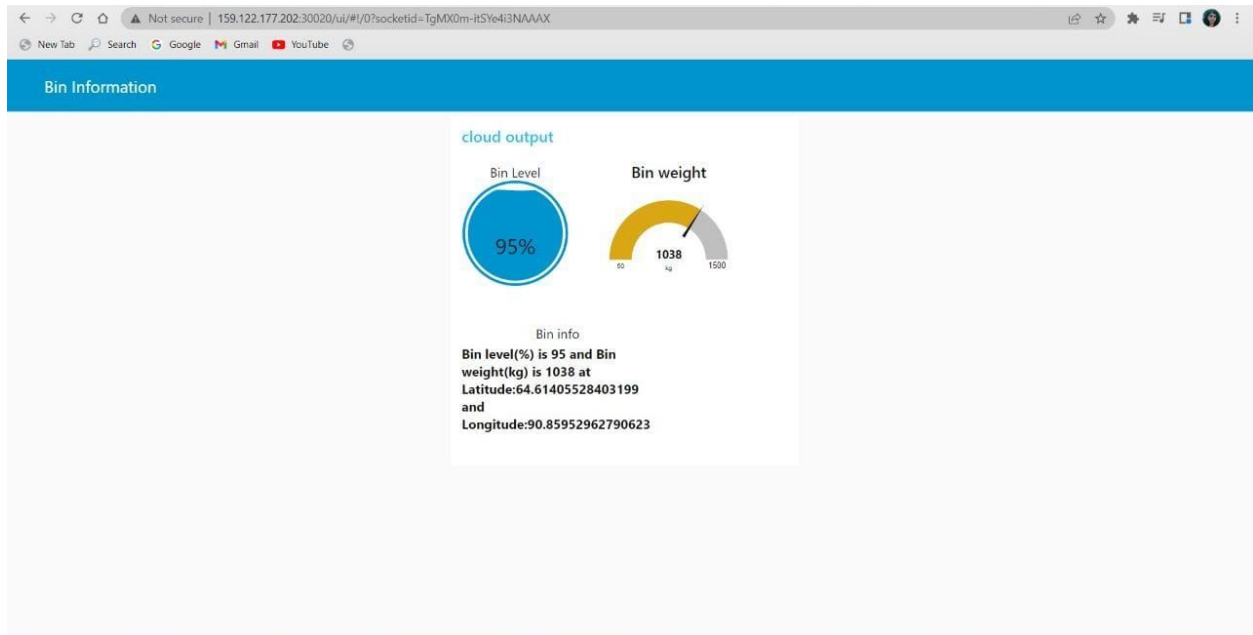 Not secure | 159.122.177.202:30020/ui/#!/0?socketid=TgMX0m-itSYe4i3NAAAX
New Tab Search Google Gmail YouTube
Bin Information
cloud output
Bin Level
Bin weight
95%
1038
60 kg 1500
Bin info
Bin level(%) is 95 and Bin
weight(kg) is 1038 at
Latitude:64.61405528403199
and
Longitude:90.85952962790623